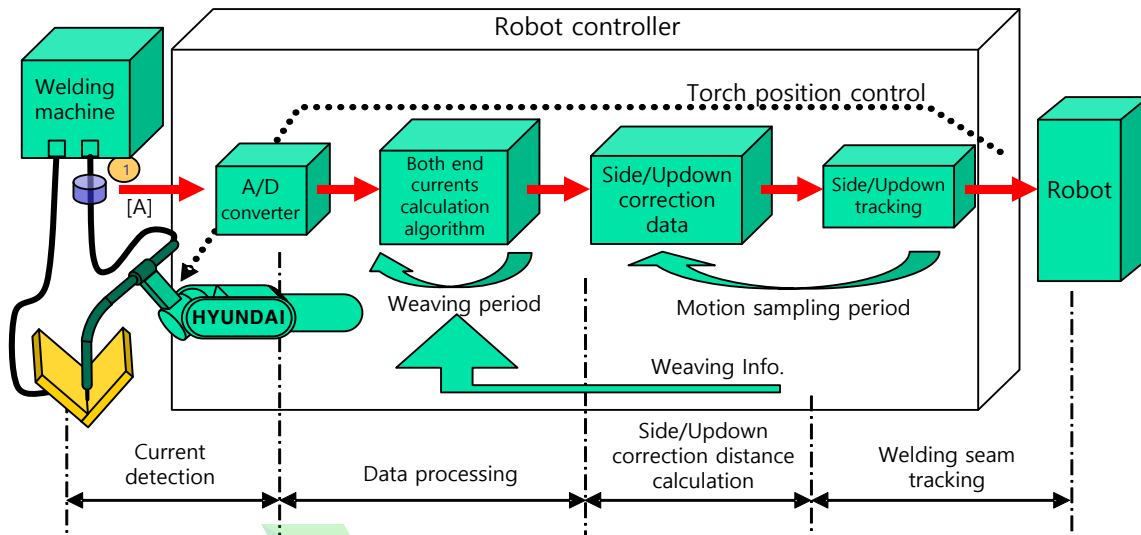 Robot controller
Welding
machine
1
[A]
A/D
converter
Both end
currents
calculation
algorithm
Side/Updown
correction
data
Side/Updown
tracking
Robot
Torch position control
Weaving period
Motion sampling period
HYUNDAI
Weaving Info.
Current
detection
Data processing
Side/Updown
correction distance
calculation
Welding seam
tracking